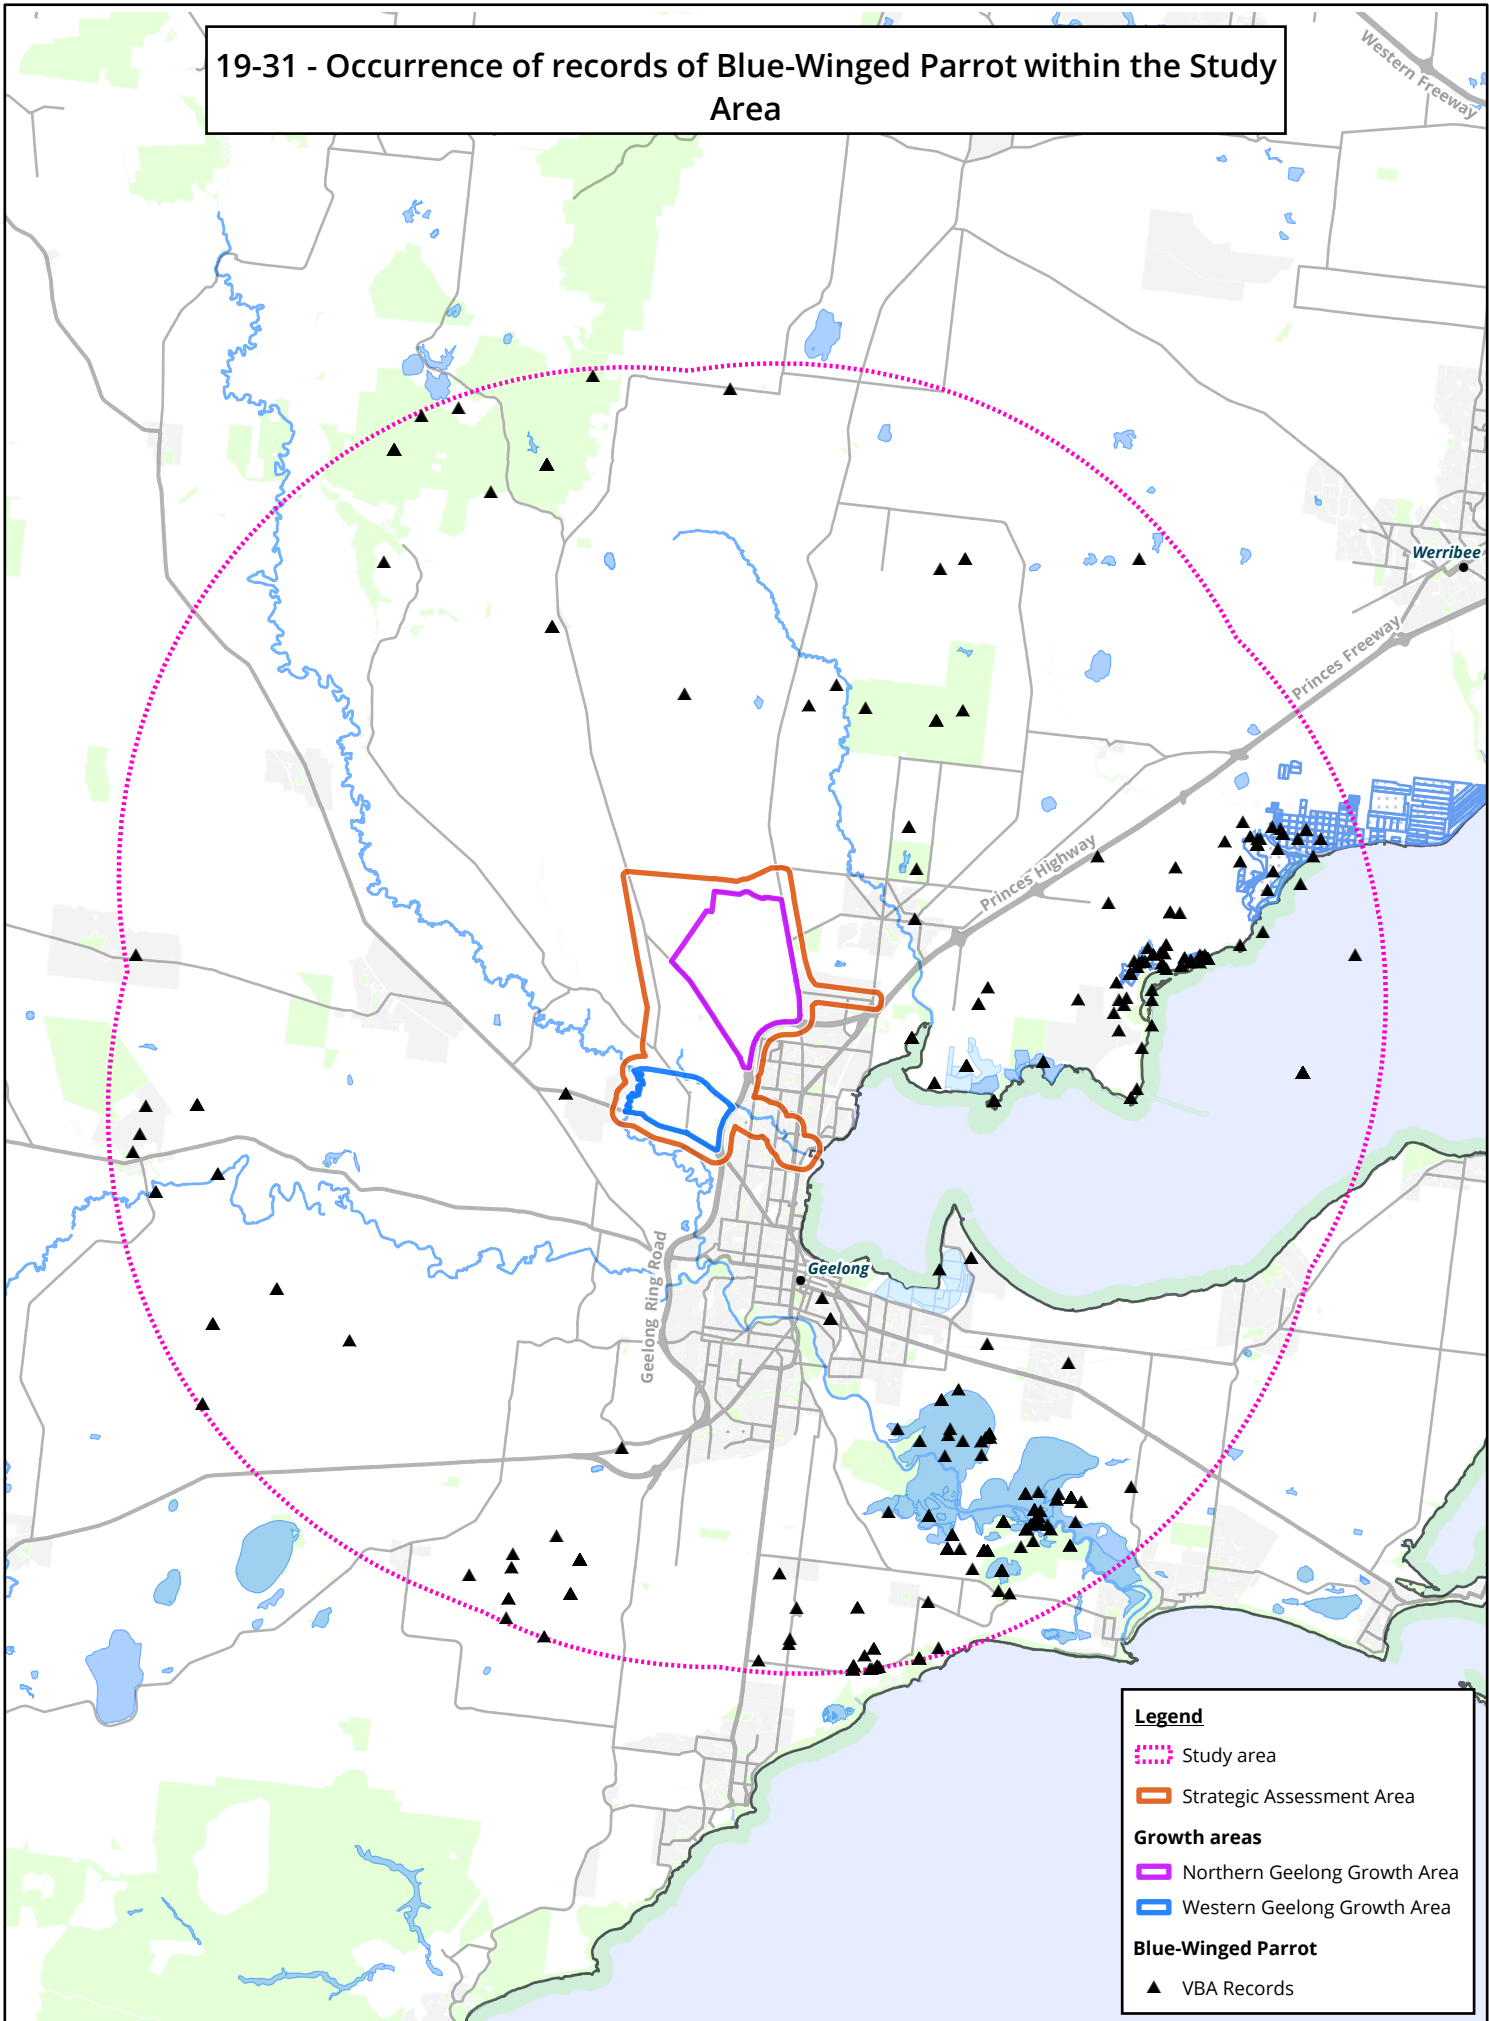 19-31 - Occurrence of records of Blue-Winged Parrot within the Study
Area
Western Freeway
Werribee
Princes Freeway
Princes Highway
Geelong
Geelong Ring Road
Legend
Study area
Strategic Assessment Area
Growth areas
Northern Geelong Growth Area
Western Geelong Growth Area
Blue-Winged Parrot
VBA Records